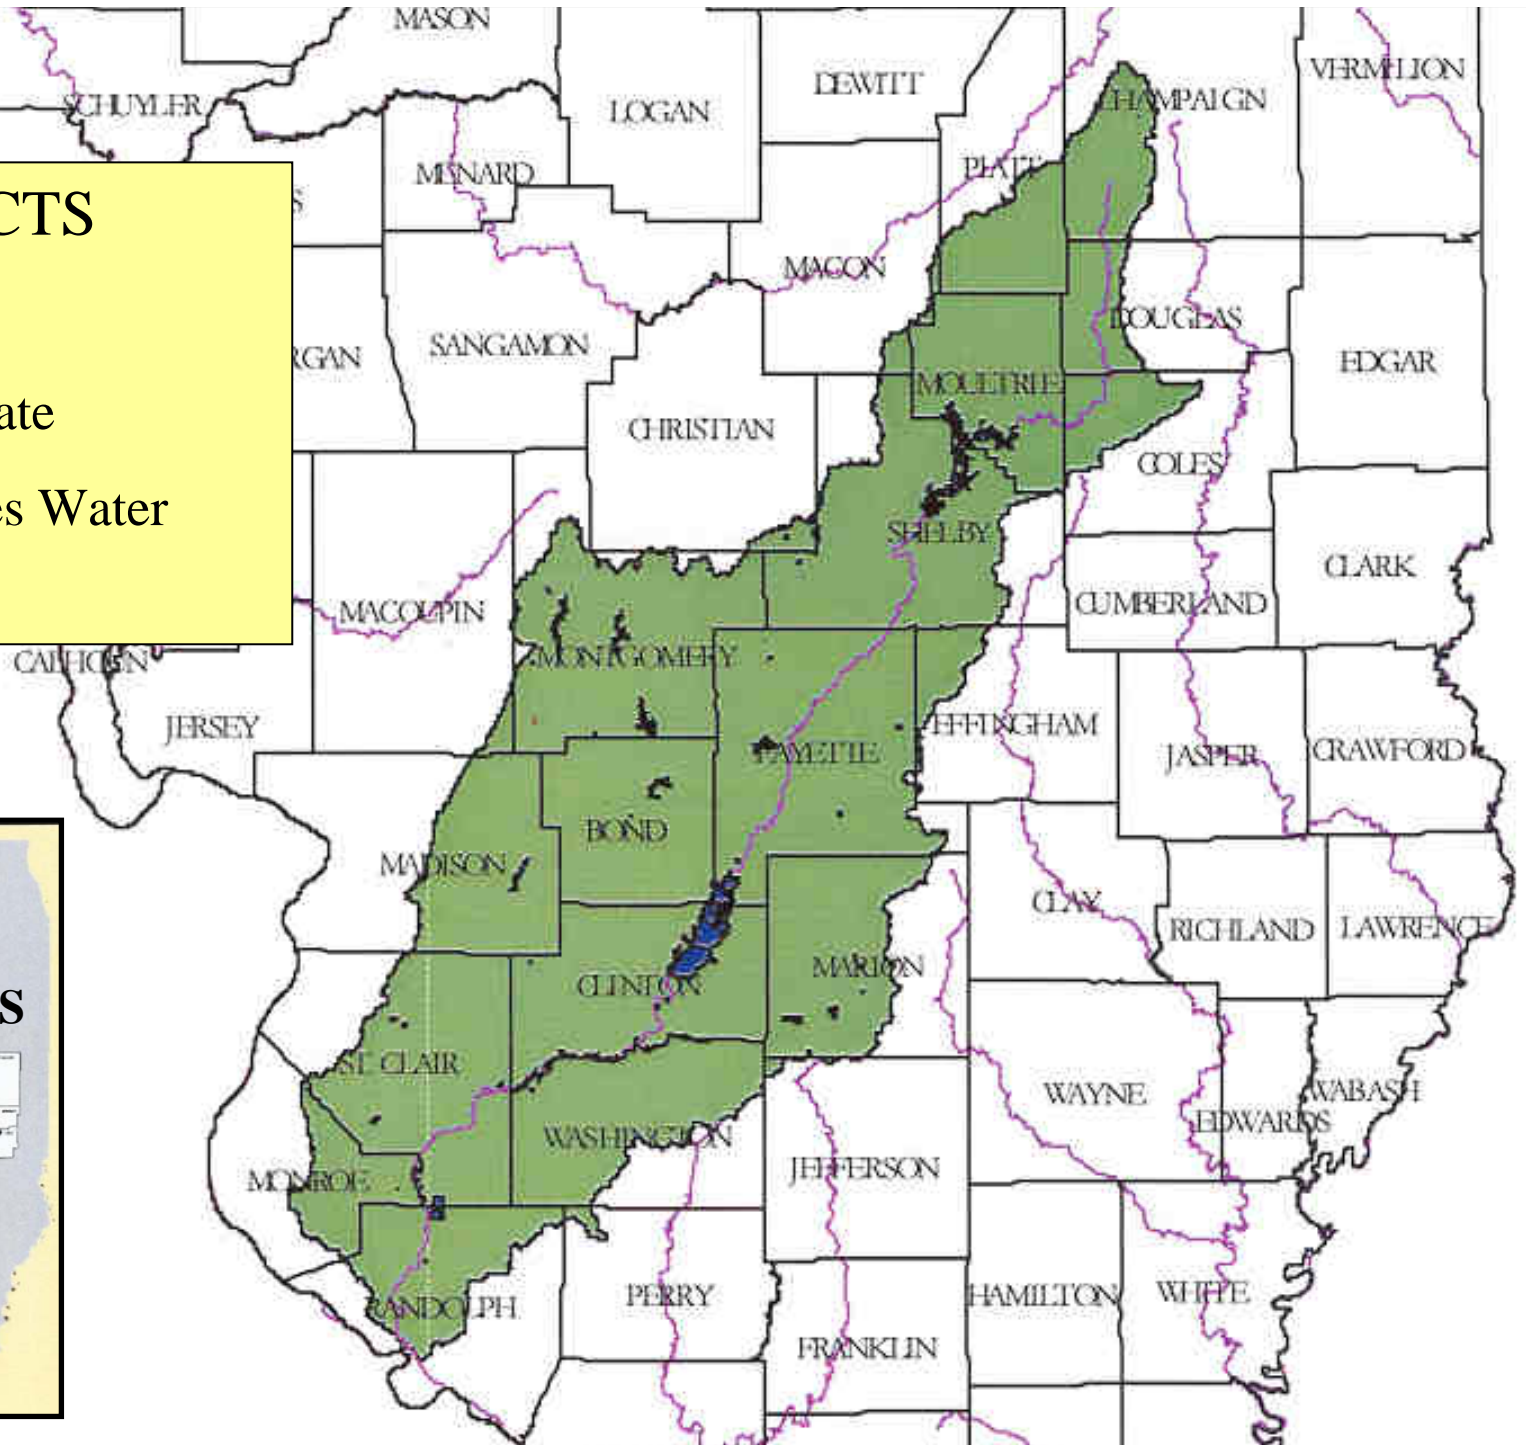 MASON
VERMILION
DEWITT
SCHUYLER
LOGAN
CHAMPAIGN
MENARD
PIATT
S
CTS
MACON
DOUGLAS
SANGAMON
RGAN
EDGAR
MOULTRIE
ate
CHRISTIAN
COLES
es Water
SHELBY
CLARK
CUMBERLAND
MACOUPIN
CALHOUN
MONTGOMERY
JERSEY
EFFINGHAM
FAYETTE
JASPER
CRAWFORD
BOND
MADISON
CLAY
RICHLAND
LAWRENCE
MARION
CLINTON
s
ST CLAIR
WAYNE
WABASH
EDWARDS
WASHINGTON
JEFFERSON
MONROE
HAMILTON
WHITE
PERRY
RANDOLPH
FRANKLIN